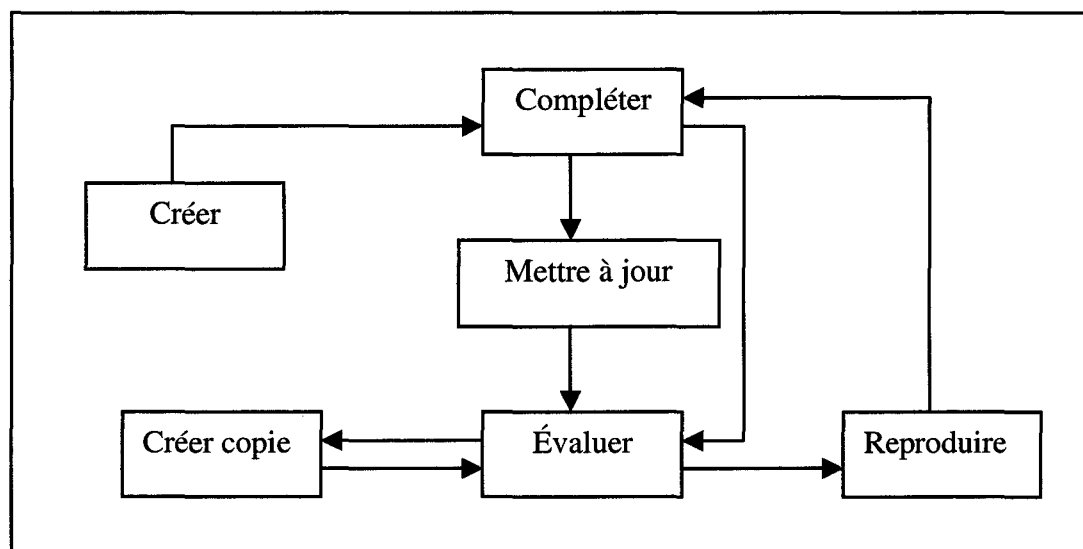 Compléter
Créer
Mettre à jour
Créer copie
Évaluer
Reproduire